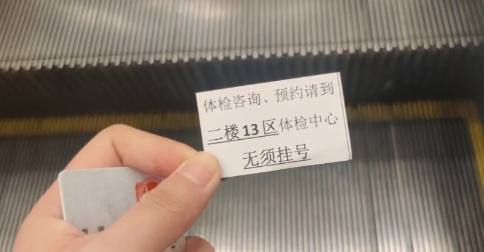 体检咨询、预约请到
二楼13区体检中心
无须挂号